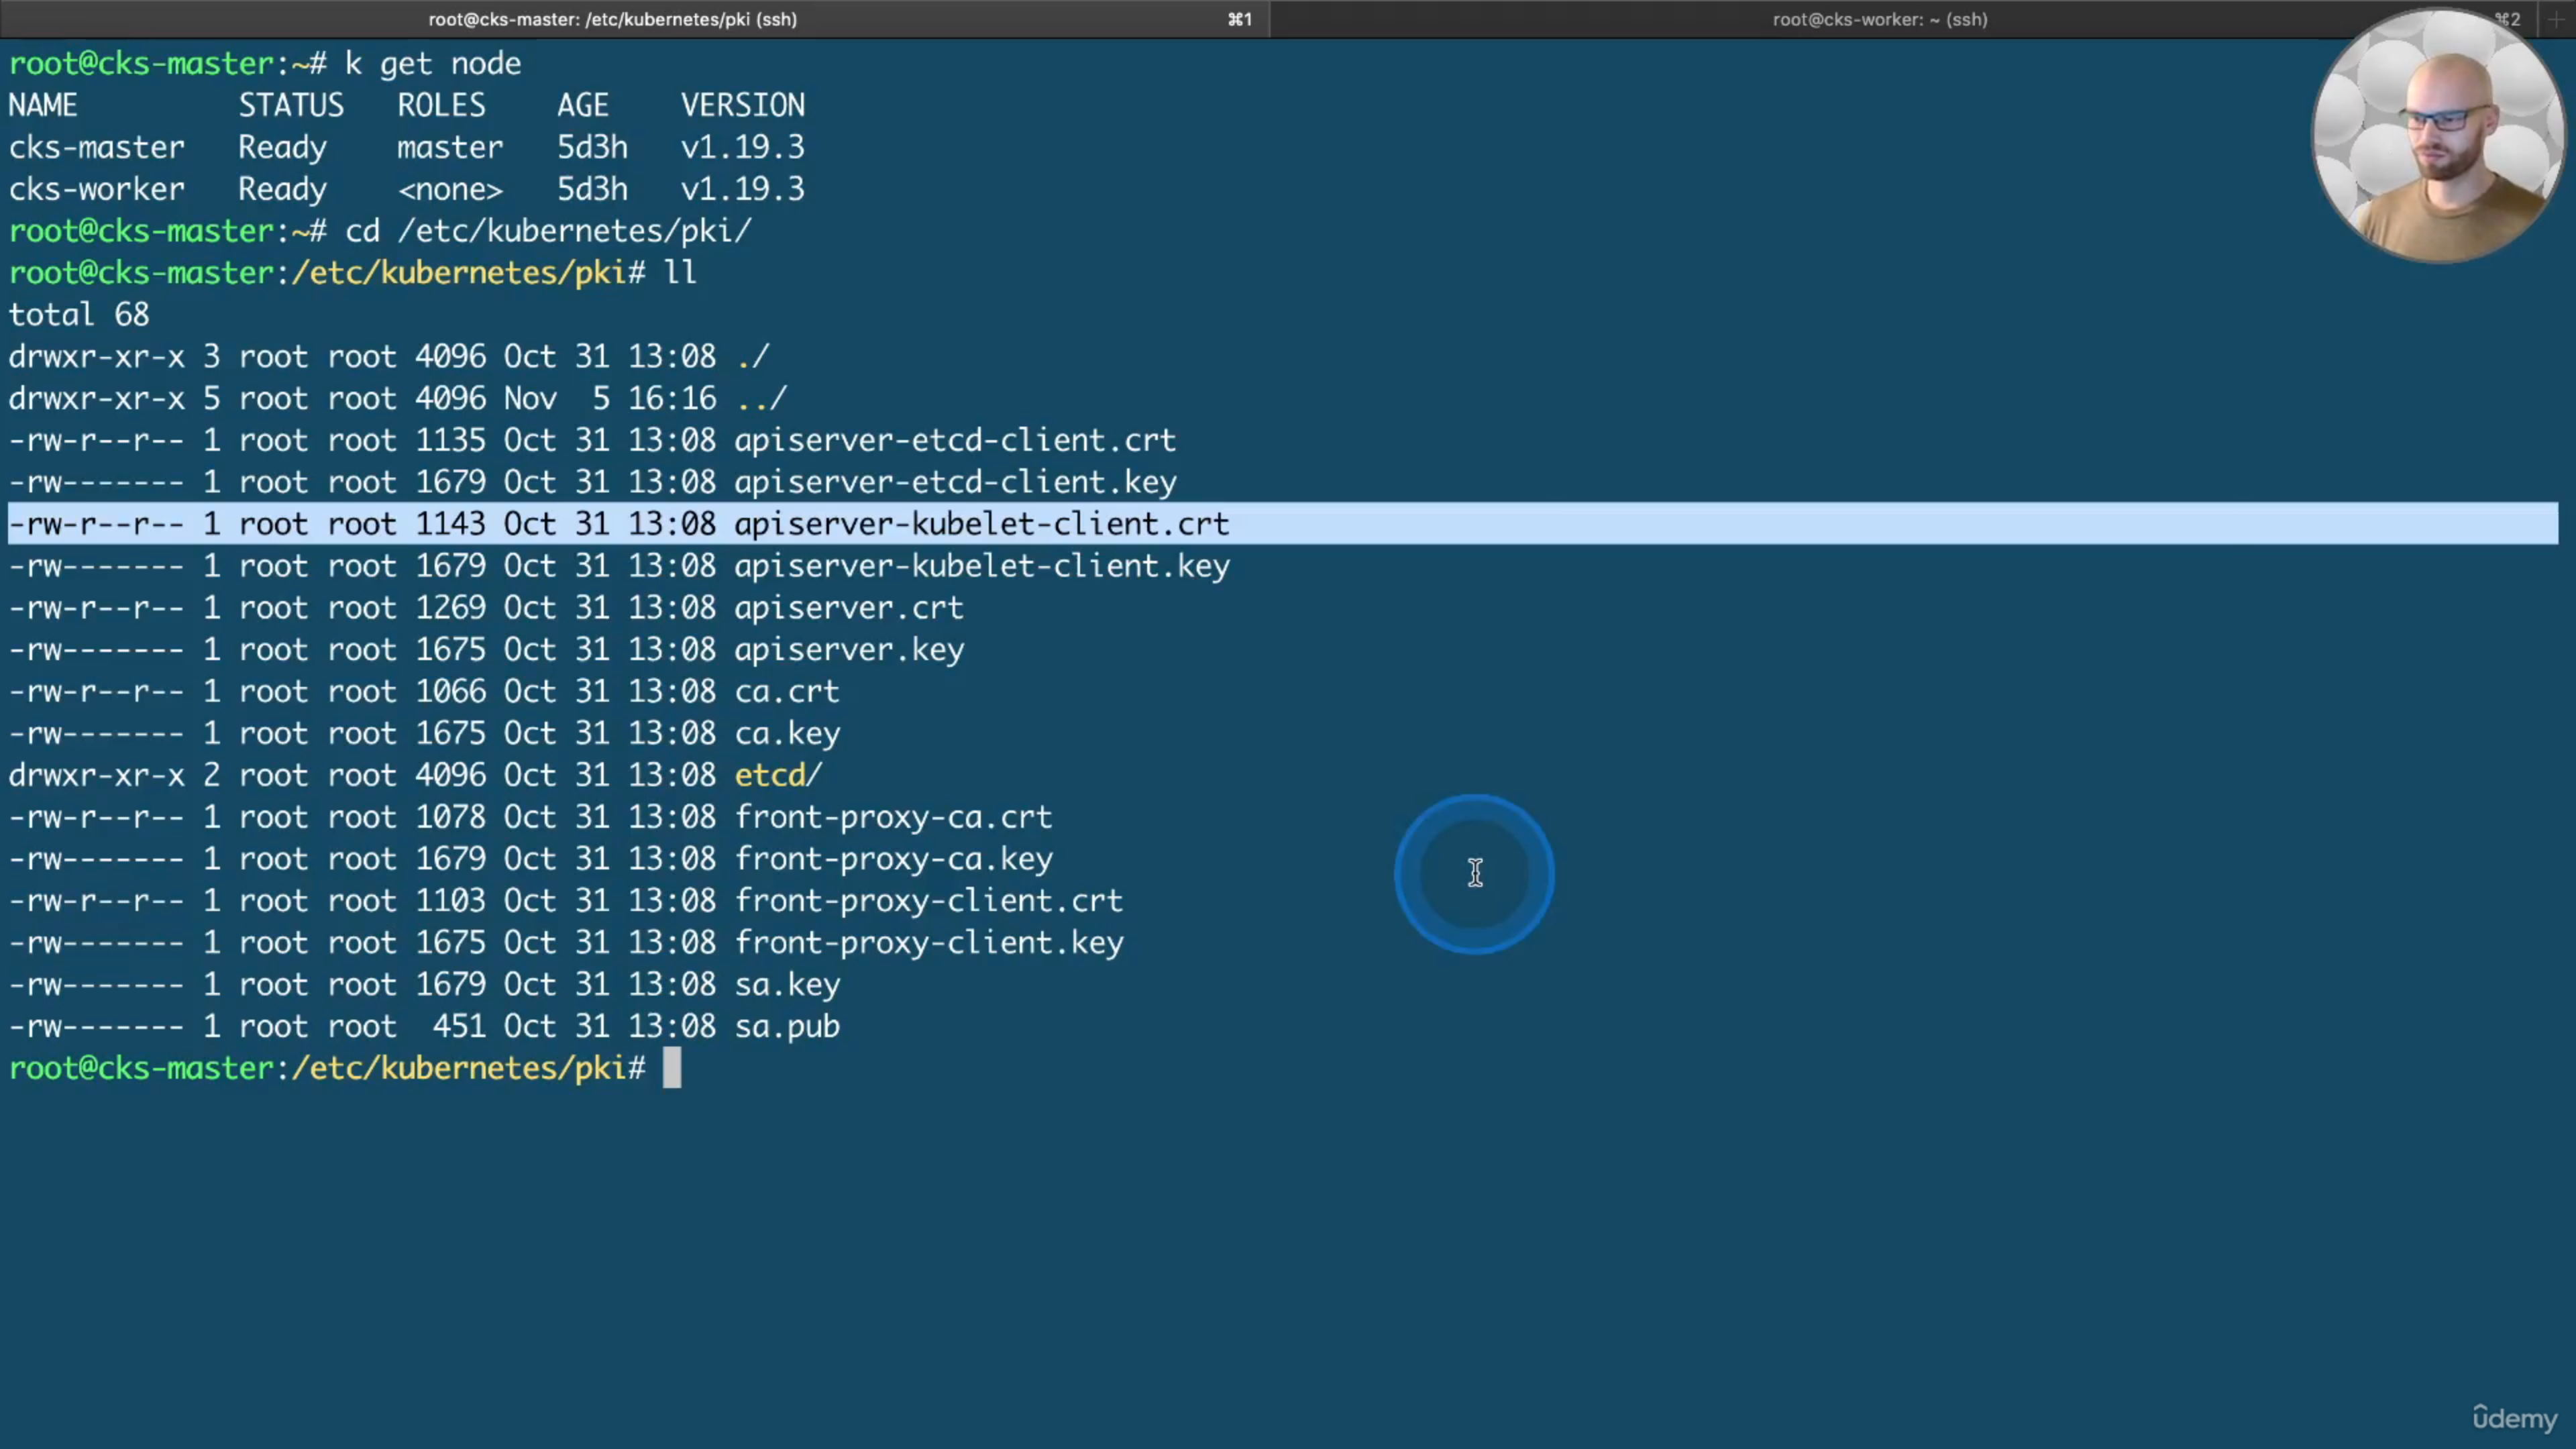 root@cks-master: /etc/kubernetes/pki (ssh) ⌘1 root@cks-worker: ~ (ssh) ⌘2 +
root@cks-master:~# k get node
NAME STATUS ROLES AGE VERSION
cks-master Ready master 5d3h v1.19.3
cks-worker Ready <none> 5d3h v1.19.3
root@cks-master:~# cd /etc/kubernetes/pki/
root@cks-master:/etc/kubernetes/pki# ll
total 68
drwxr-xr-x 3 root root 4096 Oct 31 13:08 ./
drwxr-xr-x 5 root root 4096 Nov  5 16:16 ../
-rw-r--r-- 1 root root 1135 Oct 31 13:08 apiserver-etcd-client.crt
-rw------- 1 root root 1679 Oct 31 13:08 apiserver-etcd-client.key
-rw-r--r-- 1 root root 1143 Oct 31 13:08 apiserver-kubelet-client.crt
-rw------- 1 root root 1679 Oct 31 13:08 apiserver-kubelet-client.key
-rw-r--r-- 1 root root 1269 Oct 31 13:08 apiserver.crt
-rw------- 1 root root 1675 Oct 31 13:08 apiserver.key
-rw-r--r-- 1 root root 1066 Oct 31 13:08 ca.crt
-rw------- 1 root root 1675 Oct 31 13:08 ca.key
drwxr-xr-x 2 root root 4096 Oct 31 13:08 etcd/
-rw-r--r-- 1 root root 1078 Oct 31 13:08 front-proxy-ca.crt
-rw------- 1 root root 1679 Oct 31 13:08 front-proxy-ca.key
-rw-r--r-- 1 root root 1103 Oct 31 13:08 front-proxy-client.crt
-rw------- 1 root root 1675 Oct 31 13:08 front-proxy-client.key
-rw------- 1 root root 1679 Oct 31 13:08 sa.key
-rw------- 1 root root  451 Oct 31 13:08 sa.pub
root@cks-master:/etc/kubernetes/pki#
ûdemy